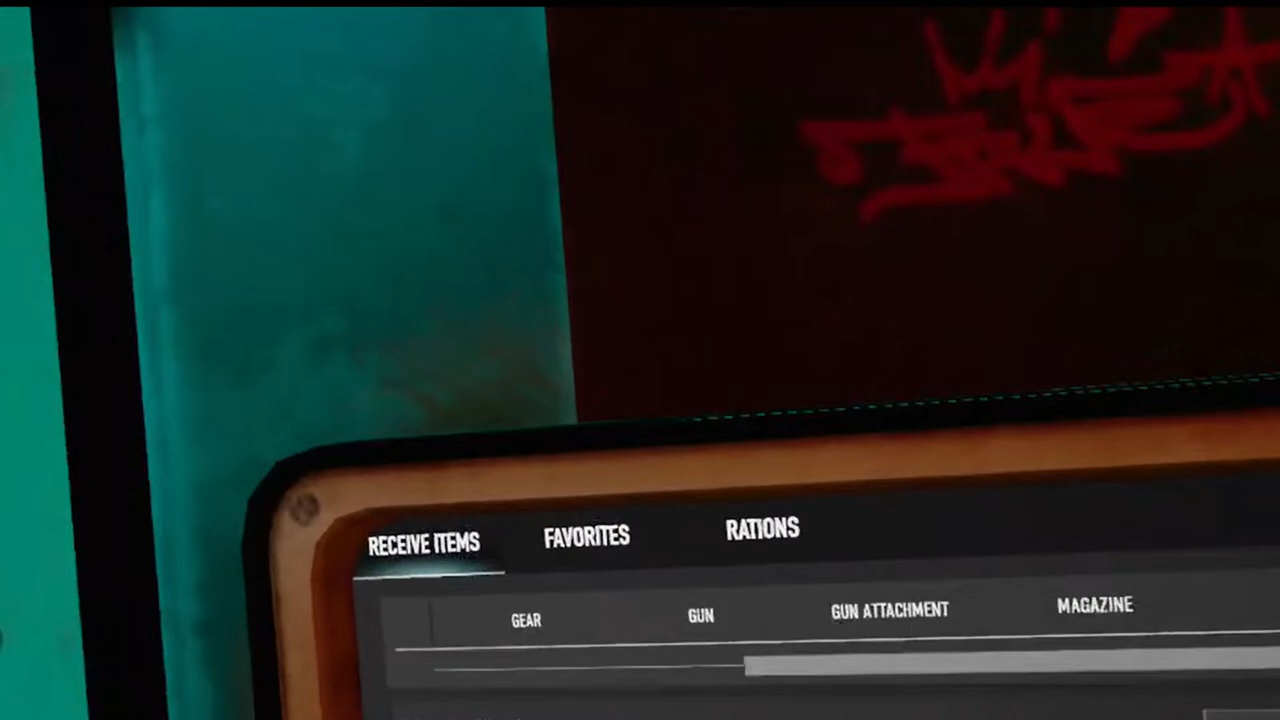 RECEIVE ITEMS FAVORITES RATIONS
GEAR GUN GUN ATTACHMENT MAGAZINE